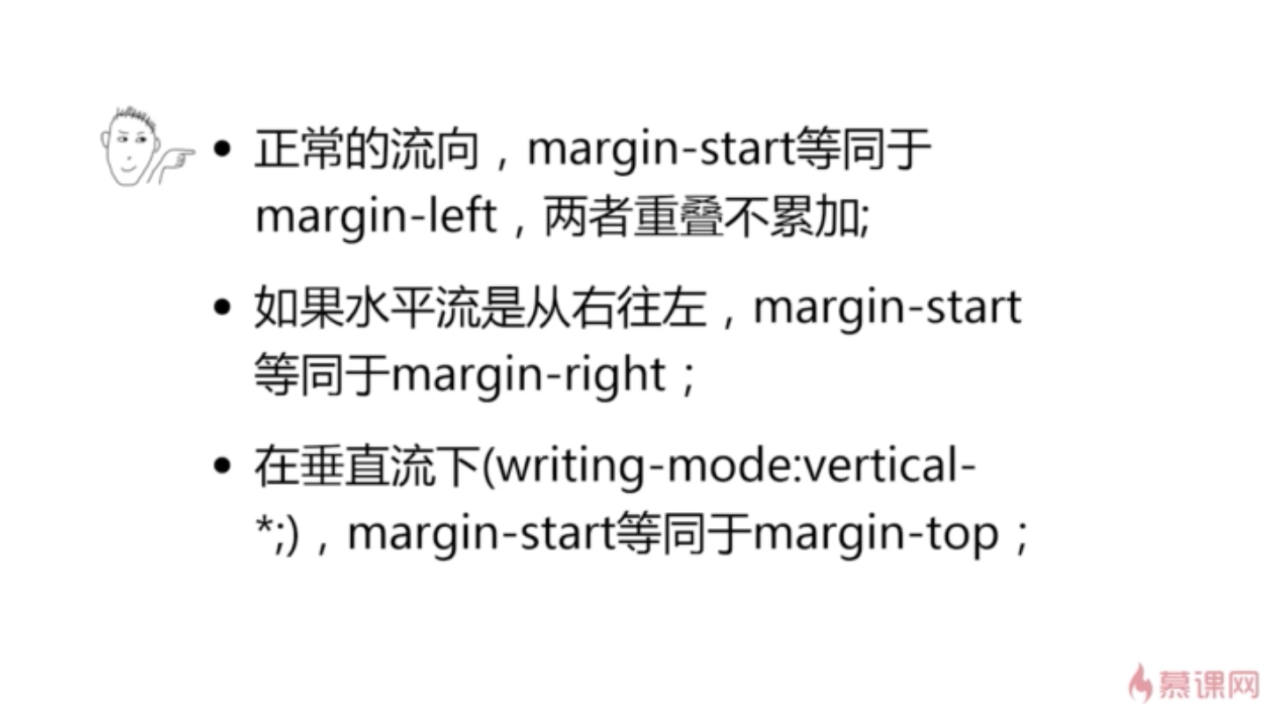 • 正常的流向，margin-start等同于
margin-left，两者重叠不累加;
• 如果水平流是从右往左，margin-start
等同于margin-right；
• 在垂直流下(writing-mode:vertical-
*;)，margin-start等同于margin-top；
慕课网